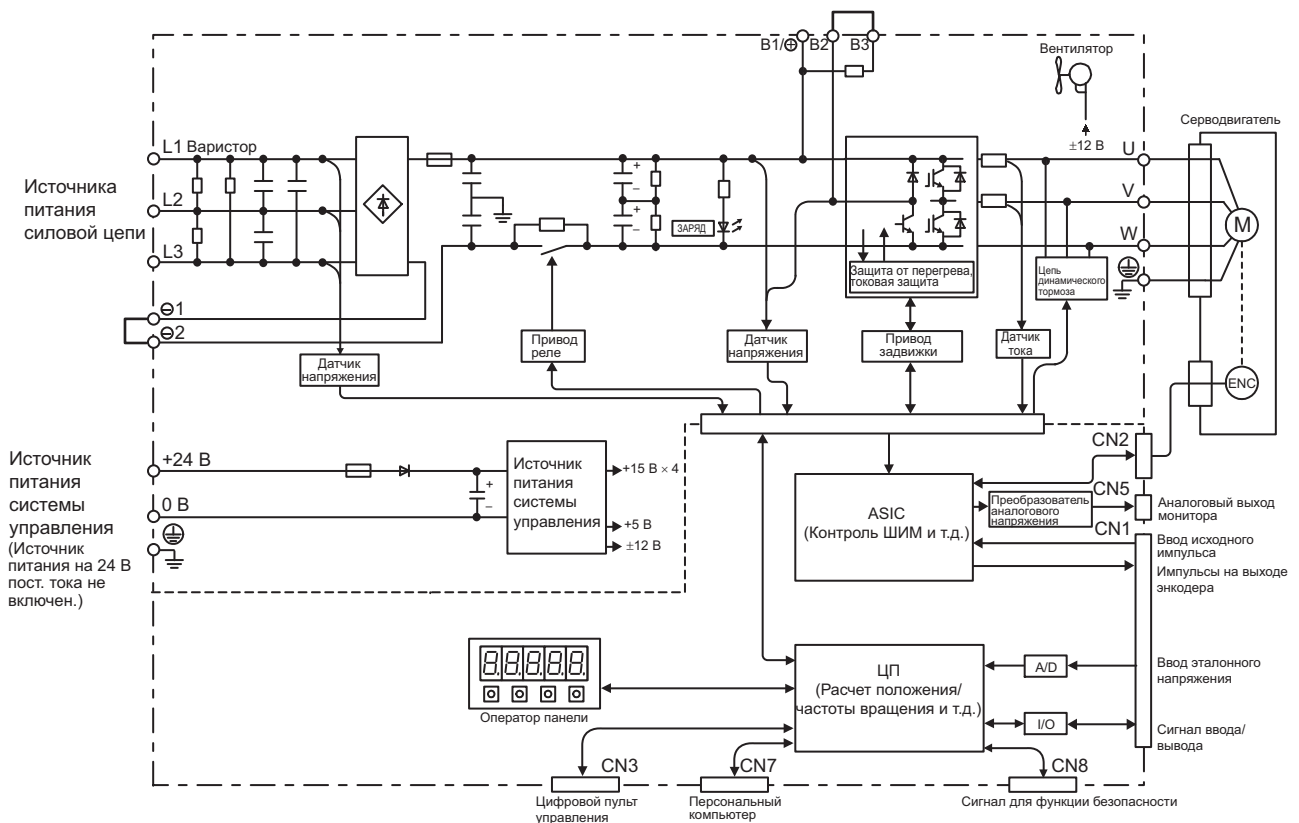 B1/⊕ B2 B3
Вентилятор
±12 В
Серводвигатель
L1 Варистор
L2
L3
Источника
питания
силовой цепи
+
–
+
–
ЗАРЯД
U
V
W
M
Защита от перегрева,
токовая защита
Цепь
динамического
тормоза
⊖1
⊖2
Датчик
напряжения
Привод
реле
Датчик
напряжения
Привод
задвижки
Датчик
тока
ENC
Источник
питания
системы
управления
(Источник
питания на 24 В
пост. тока не
включен.)
+24 В
0 В
+
–
Источник
питания
системы
управления
+15 В × 4
+5 В
±12 В
ASIC
(Контроль ШИМ и т.д.)
Преобразователь
аналогового
напряжения
CN2
CN5
CN1
Аналоговый выход
монитора
Ввод исходного
импульса
Импульсы на выходе
энкодера
88888
Оператор панели
ЦП
(Расчет положения/
частоты вращения и т.д.)
A/D
I/O
Ввод эталонного
напряжения
Сигнал ввода/
вывода
CN3
Цифровой пульт
управления
CN7
Персональный
компьютер
CN8
Сигнал для функции безопасности